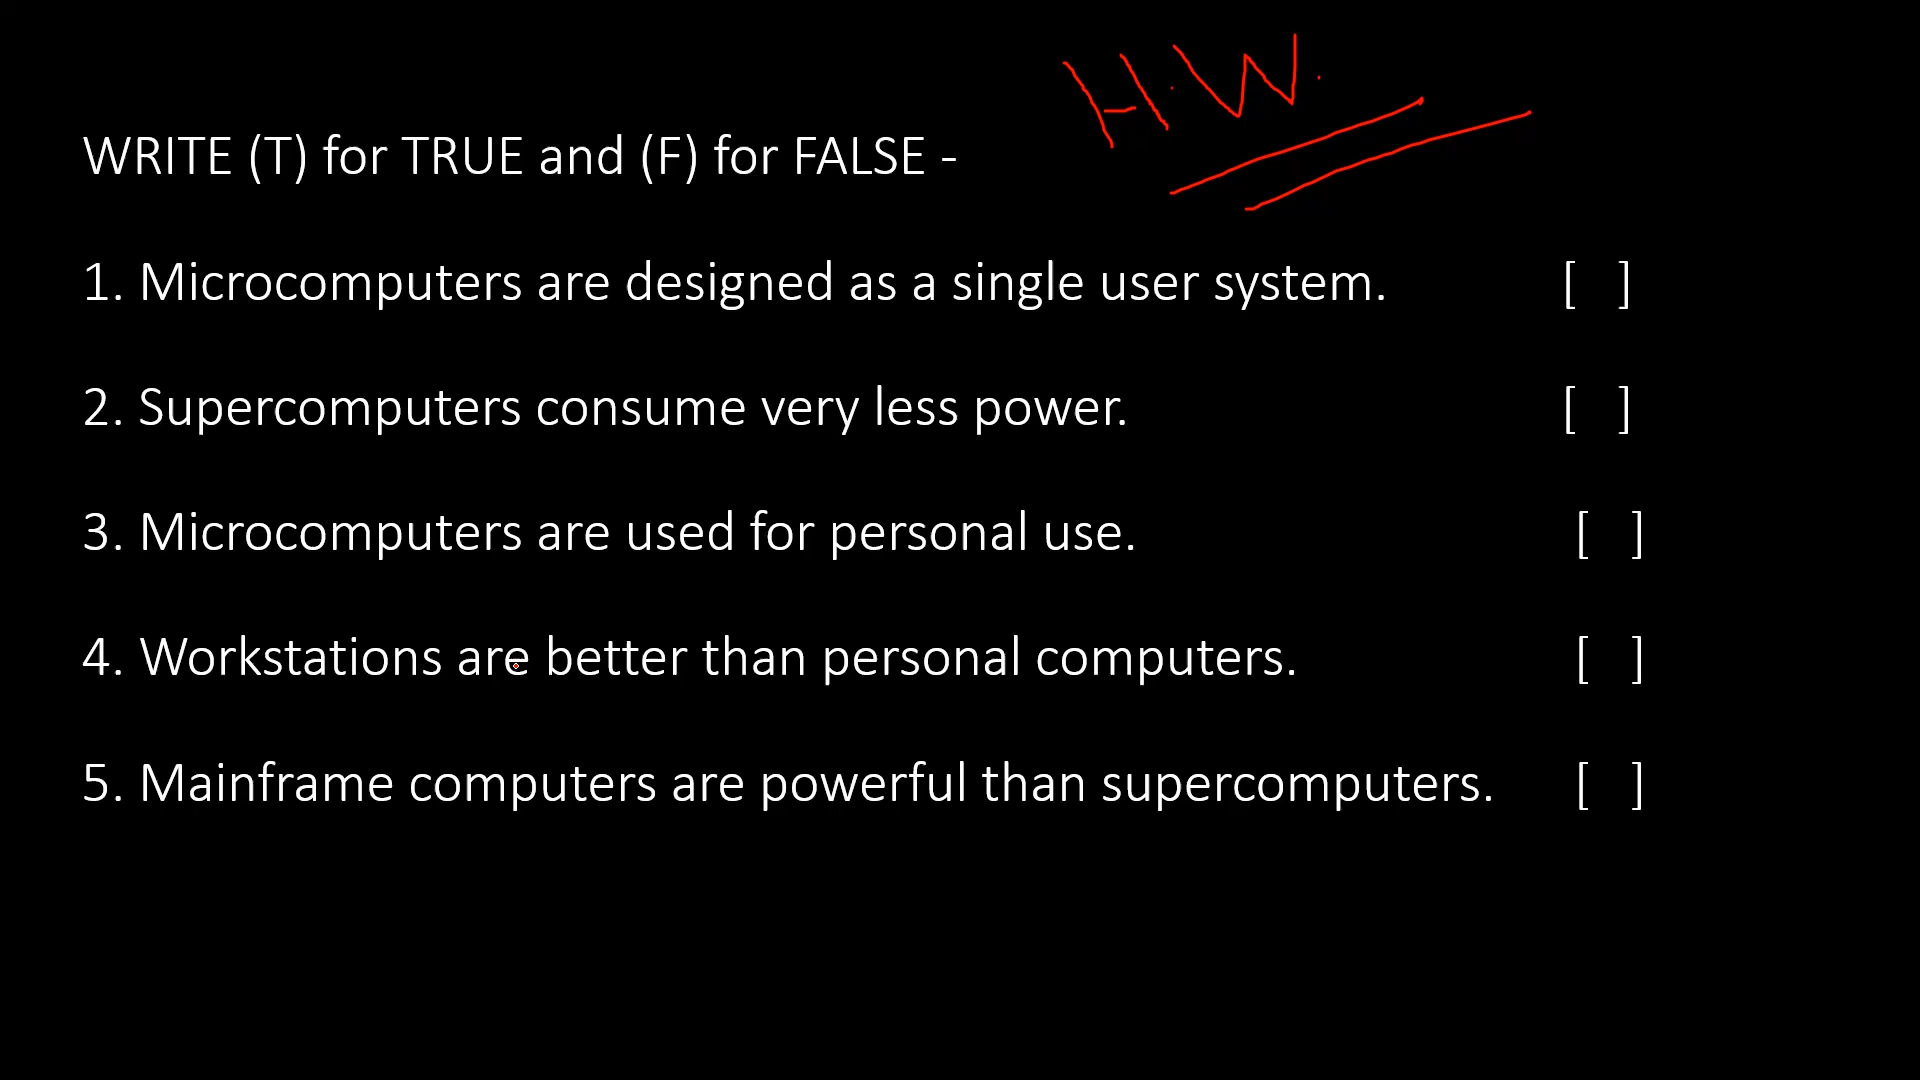 H.W.
WRITE (T) for TRUE and (F) for FALSE -
1. Microcomputers are designed as a single user system. [ ]
2. Supercomputers consume very less power. [ ]
3. Microcomputers are used for personal use. [ ]
4. Workstations are better than personal computers. [ ]
5. Mainframe computers are powerful than supercomputers. [ ]